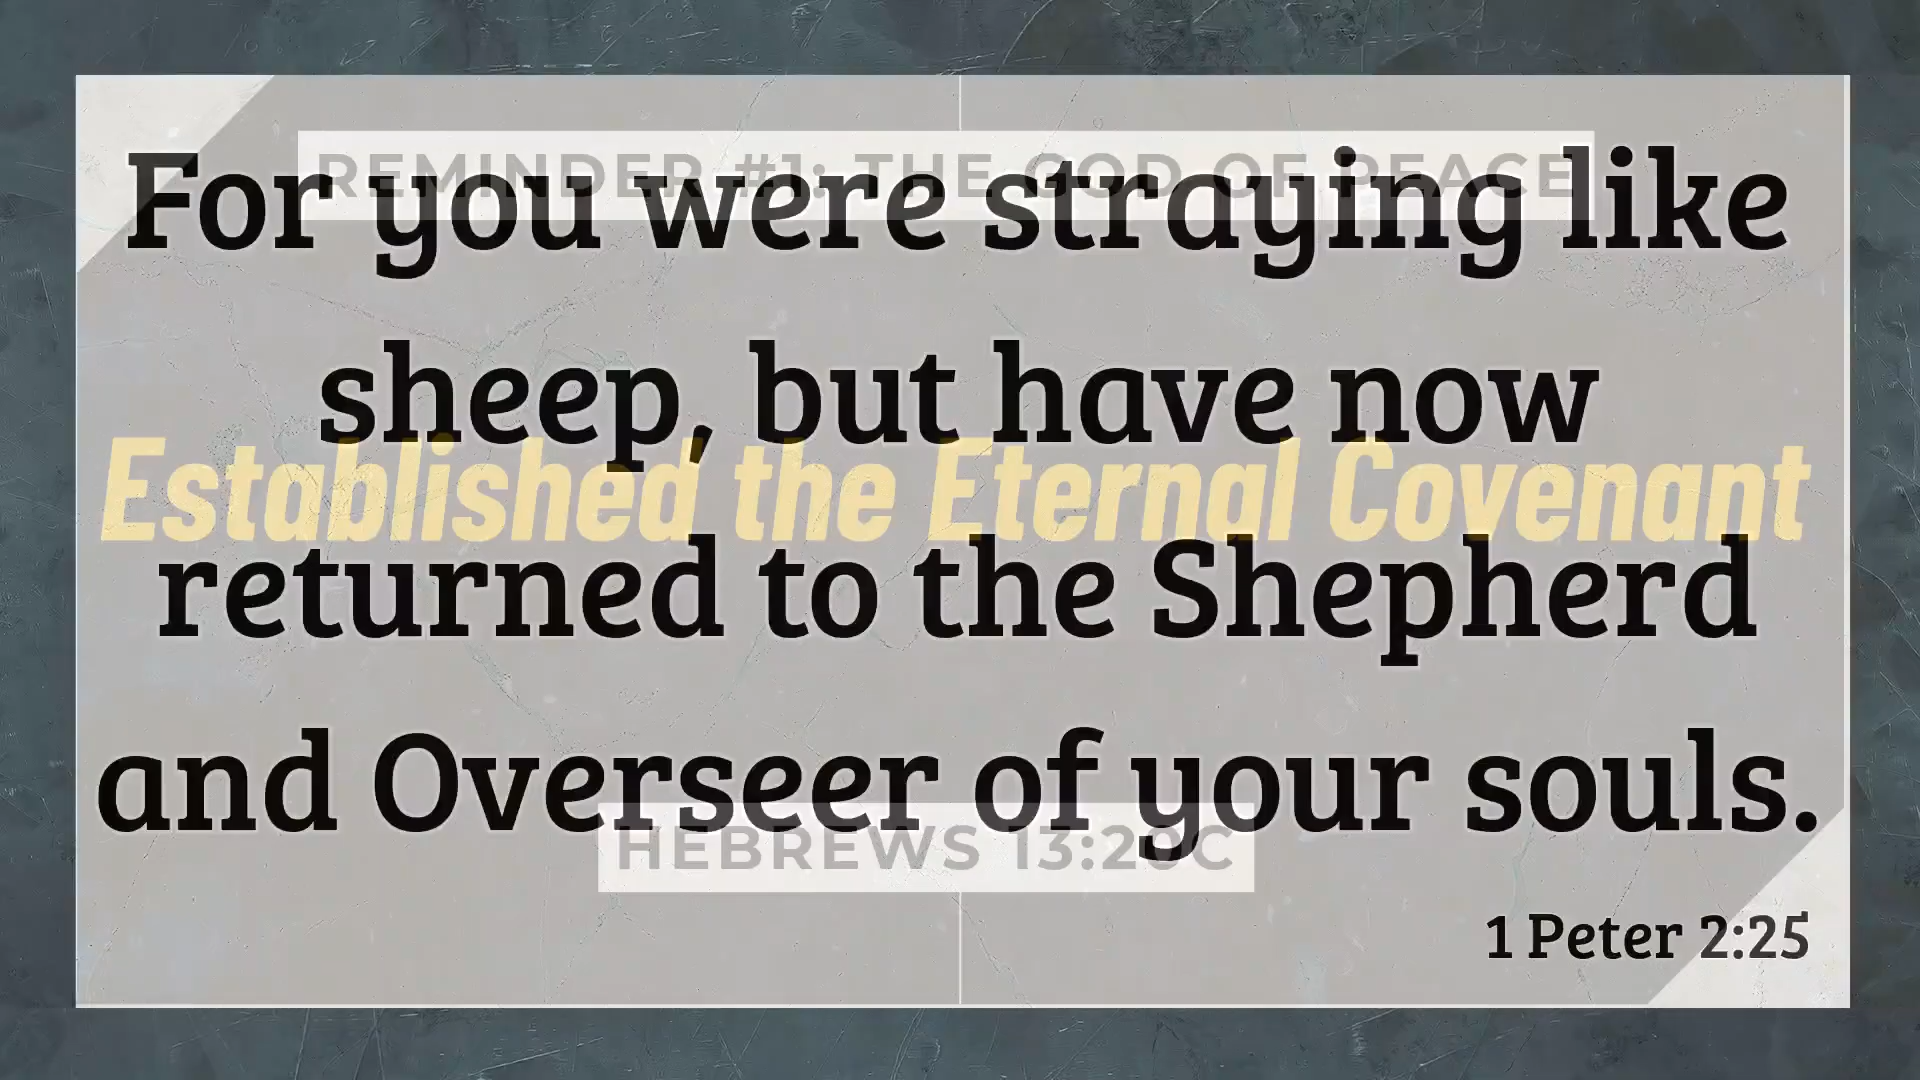 REMINDER #1: THE GOD OF PEACE
For you were straying like
sheep, but have now
Established the Eternal Covenant
returned to the Shepherd
and Overseer of your souls.
HEBREWS 13:20C
1 Peter 2:25